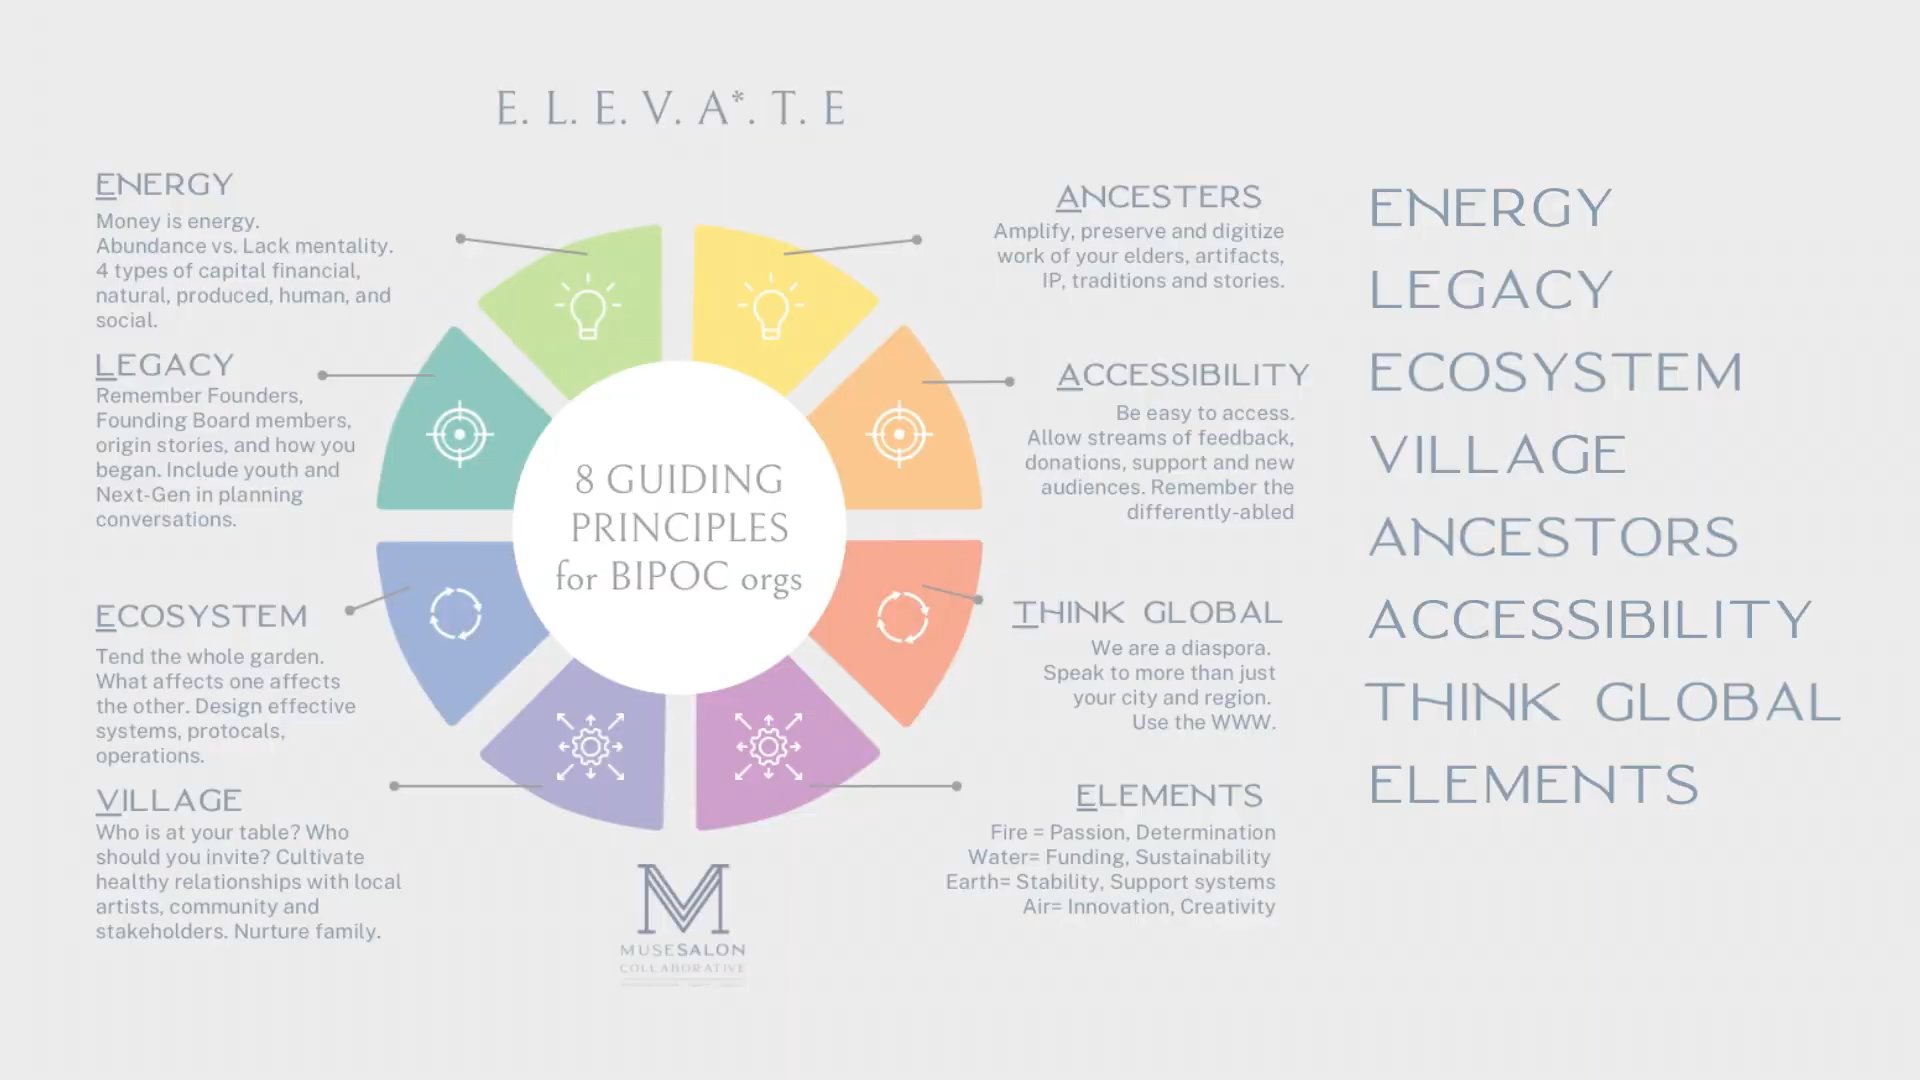 E. L. E. V. A*. T. E
ENERGY
Money is energy.
Abundance vs. Lack mentality.
4 types of capital financial,
natural, produced, human, and
social.
LEGACY
Remember Founders,
Founding Board members,
origin stories, and how you
began. Include youth and
Next-Gen in planning
conversations.
ECOSYSTEM
Tend the whole garden.
What affects one affects
the other. Design effective
systems, protocals,
operations.
VILLAGE
Who is at your table? Who
should you invite? Cultivate
healthy relationships with local
artists, community and
stakeholders. Nurture family.
8 GUIDING
PRINCIPLES
for BIPOC orgs
M
MUSESALON
COLLABORATIVE
ANCESTERS
Amplify, preserve and digitize
work of your elders, artifacts,
IP, traditions and stories.
ACCESSIBILITY
Be easy to access.
Allow streams of feedback,
donations, support and new
audiences. Remember the
differently-abled
THINK GLOBAL
We are a diaspora.
Speak to more than just
your city and region.
Use the WWW.
ELEMENTS
Fire = Passion, Determination
Water= Funding, Sustainability
Earth= Stability, Support systems
Air= Innovation, Creativity
ENERGY
LEGACY
ECOSYSTEM
VILLAGE
ANCESTORS
ACCESSIBILITY
THINK GLOBAL
ELEMENTS